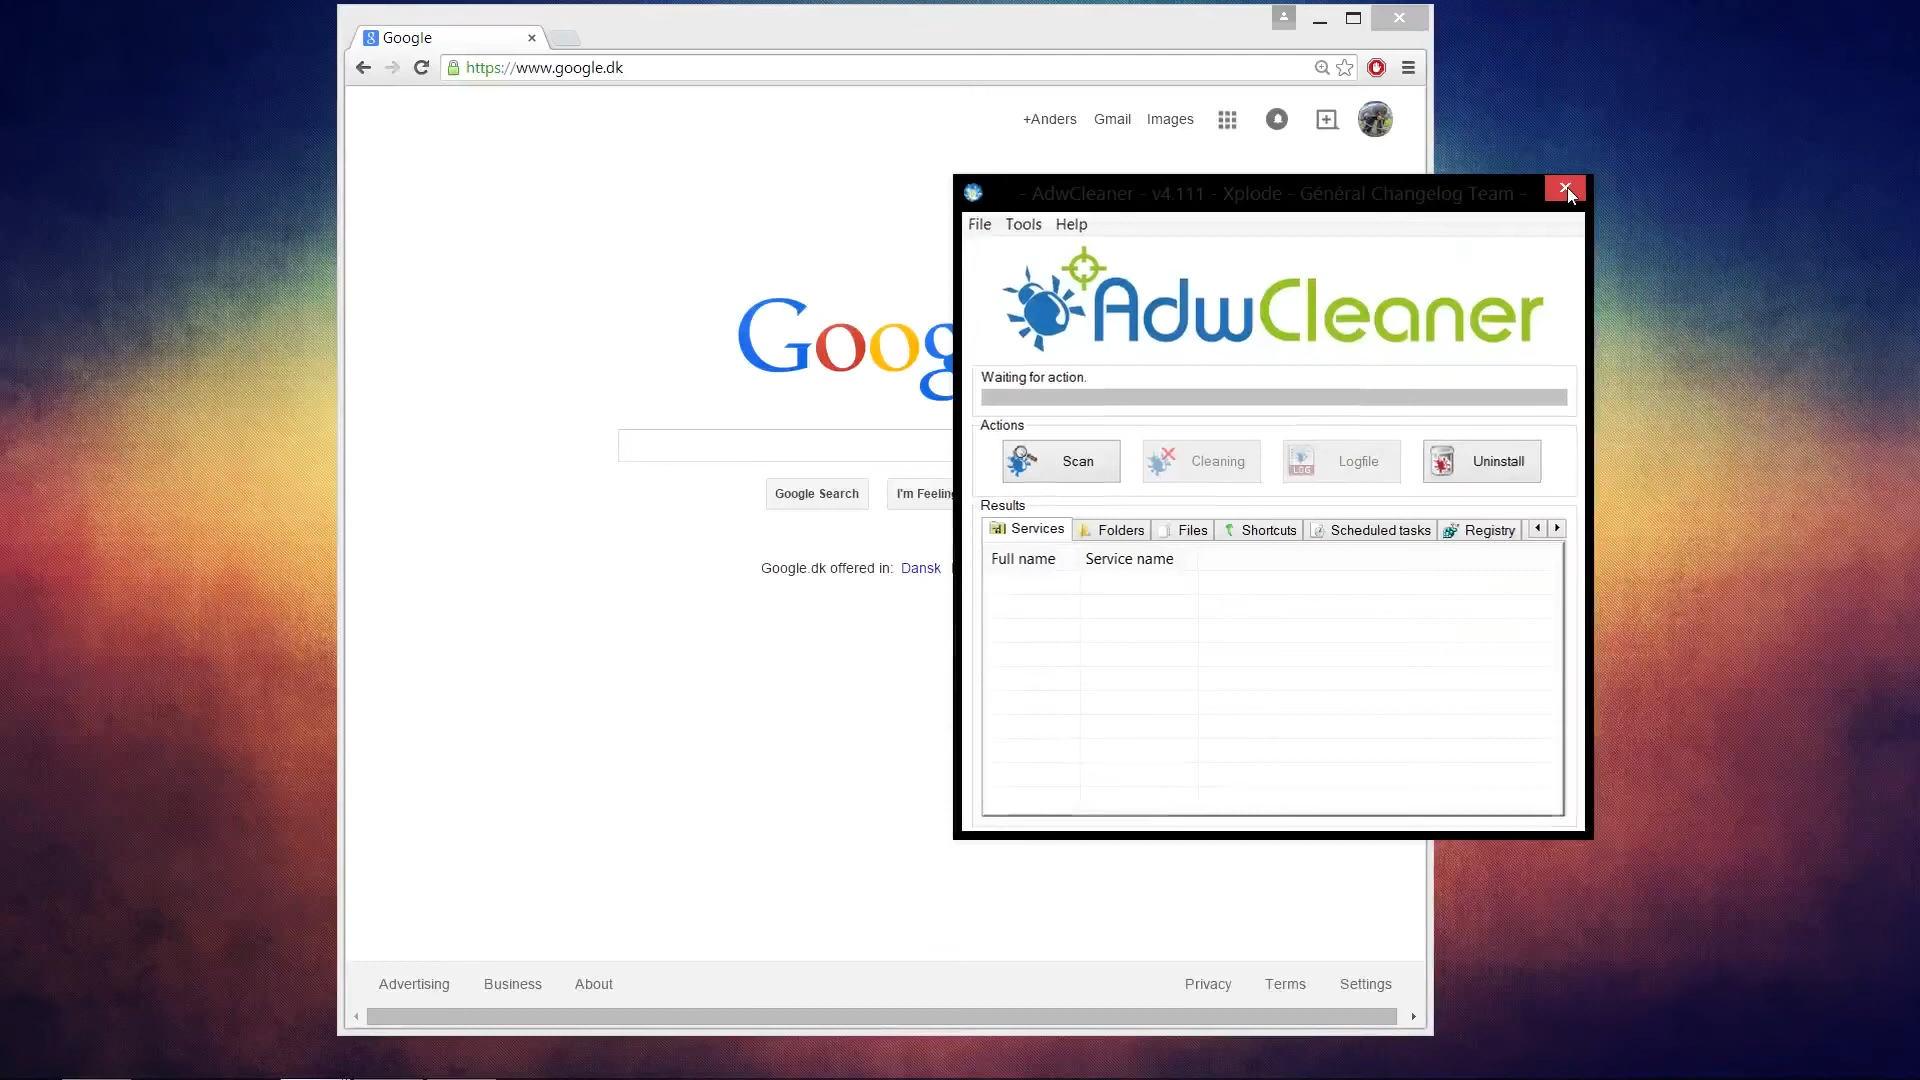 Google
https://www.google.dk
+Anders Gmail Images
Goog
Google Search I'm Feelin
Google.dk offered in: Dansk
Advertising Business About Privacy Terms Settings
- AdwCleaner - v4.111 - Xplode - Général Changelog Team -
File Tools Help
AdwCleaner
Waiting for action.
Actions
Scan Cleaning LOG Logfile Uninstall
Results
Services Folders Files Shortcuts Scheduled tasks Registry
Full name Service name